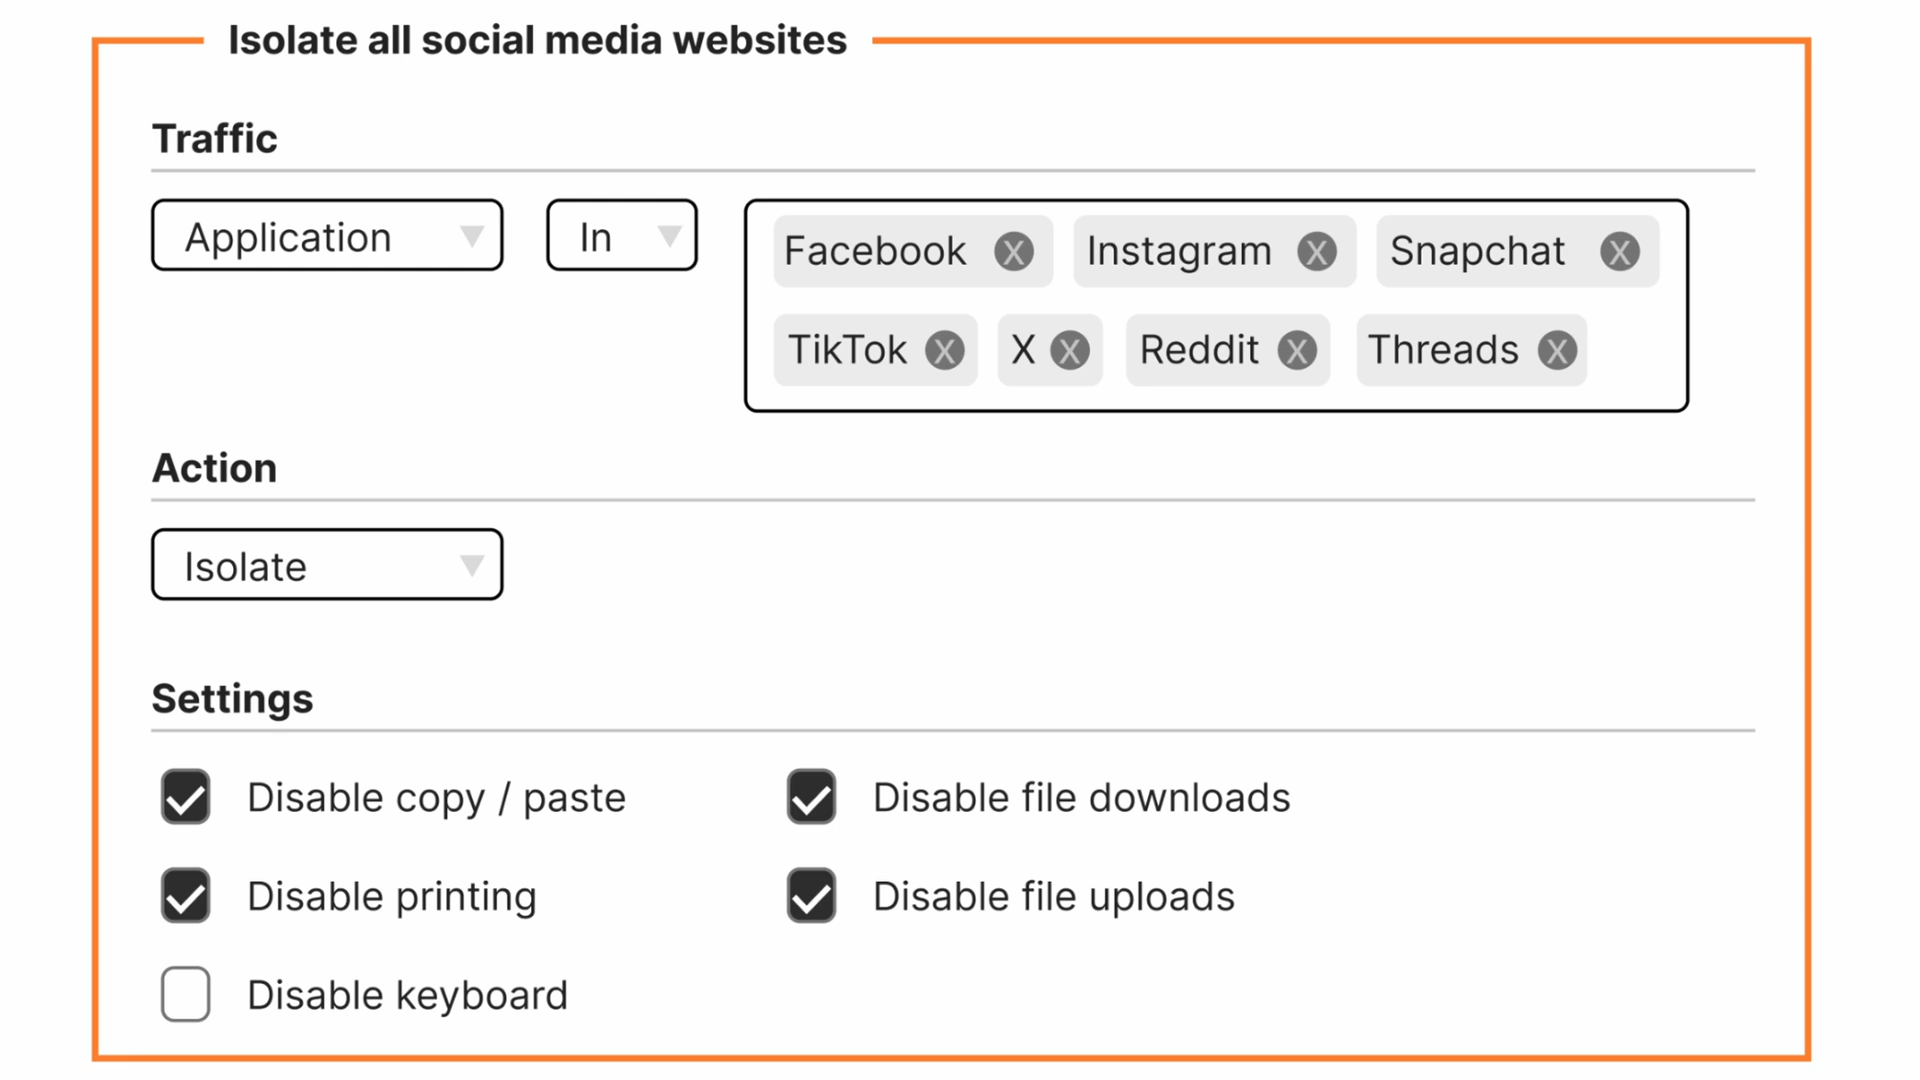 Isolate all social media websites
Traffic
Application In Facebook X Instagram X Snapchat X
TikTok X X X Reddit X Threads X
Action
Isolate
Settings
Disable copy / paste Disable file downloads
Disable printing Disable file uploads
Disable keyboard